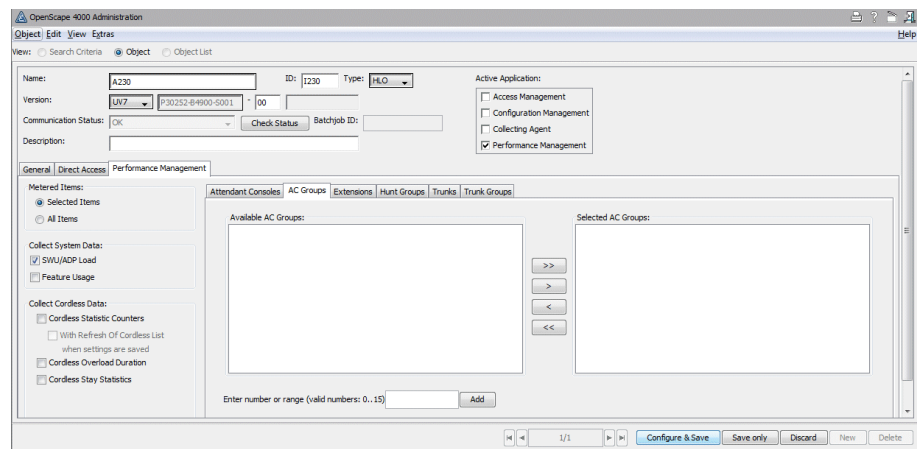 OpenScape 4000 Administration
Object Edit View Extras Help
View: Search Criteria Object Object List
Name: A230 ID: I230 Type: HLO Active Application:
Access Management
Version: UV7 P30252-B4900-S001 - 00
Configuration Management
Communication Status: OK Check Status Batchjob ID:
Collecting Agent
Description:
Performance Management
General Direct Access Performance Management
Metered Items:
Selected Items
All Items
Collect System Data:
SWU/ADP Load
Feature Usage
Collect Cordless Data:
Cordless Statistic Counters
With Refresh Of Cordless List
when settings are saved
Cordless Overload Duration
Cordless Stay Statistics
Attendant Consoles AC Groups Extensions Hunt Groups Trunks Trunk Groups
Available AC Groups: Selected AC Groups:
>>
>
<
<<
Enter number or range (valid numbers: 0..15) Add
1/1 Configure & Save Save only Discard New Delete